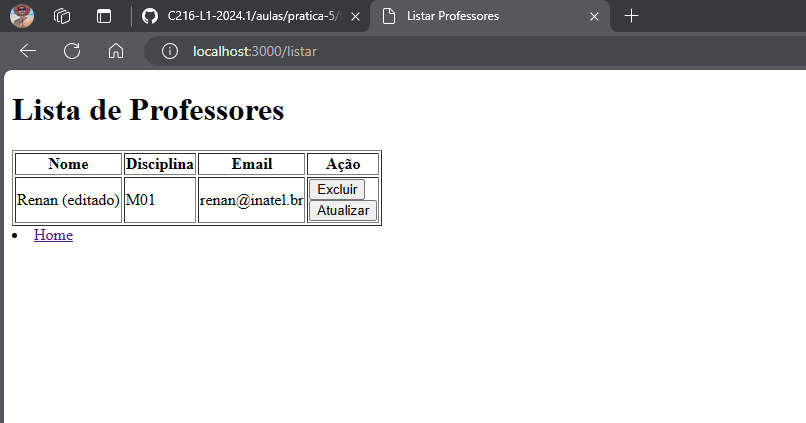 C216-L1-2024.1/aulas/pratica-5/
Listar Professores
localhost:3000/listar
Lista de Professores
Nome Disciplina Email Ação
Renan (editado) M01 renan@inatel.br Excluir
Atualizar
Home